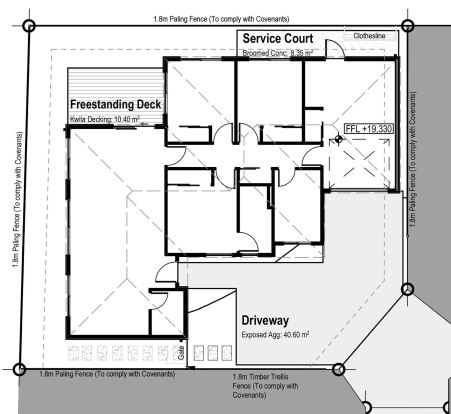 1.8m Paling Fence (To comply with Covenants)
Service Court
Broomed Conc: 8.35 m²
Clothesline
Freestanding Deck
Kwila Decking: 10.40 m²
FFL +19,330
1.8m Paling Fence (To comply with Covenants)
1.8m Paling Fence (To comply with Covenants)
Driveway
Exposed Agg: 40.60 m²
Gate
1.8m Paling Fence (To comply with Covenants)
1.8m Timber Trellis
Fence (To comply with
Covenants)